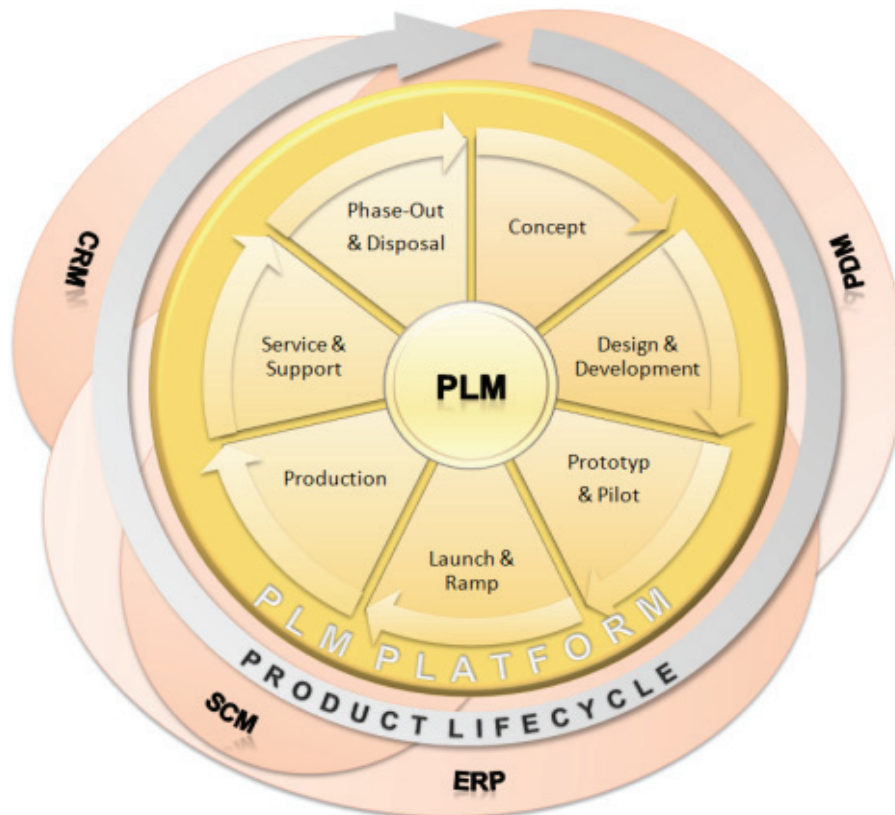 CRM
PDM
Phase-Out
& Disposal
Concept
Service &
Support
PLM
Design &
Development
Production
Prototyp
& Pilot
Launch &
Ramp
PLM PLATFORM
PRODUCT LIFECYCLE
SCM
ERP